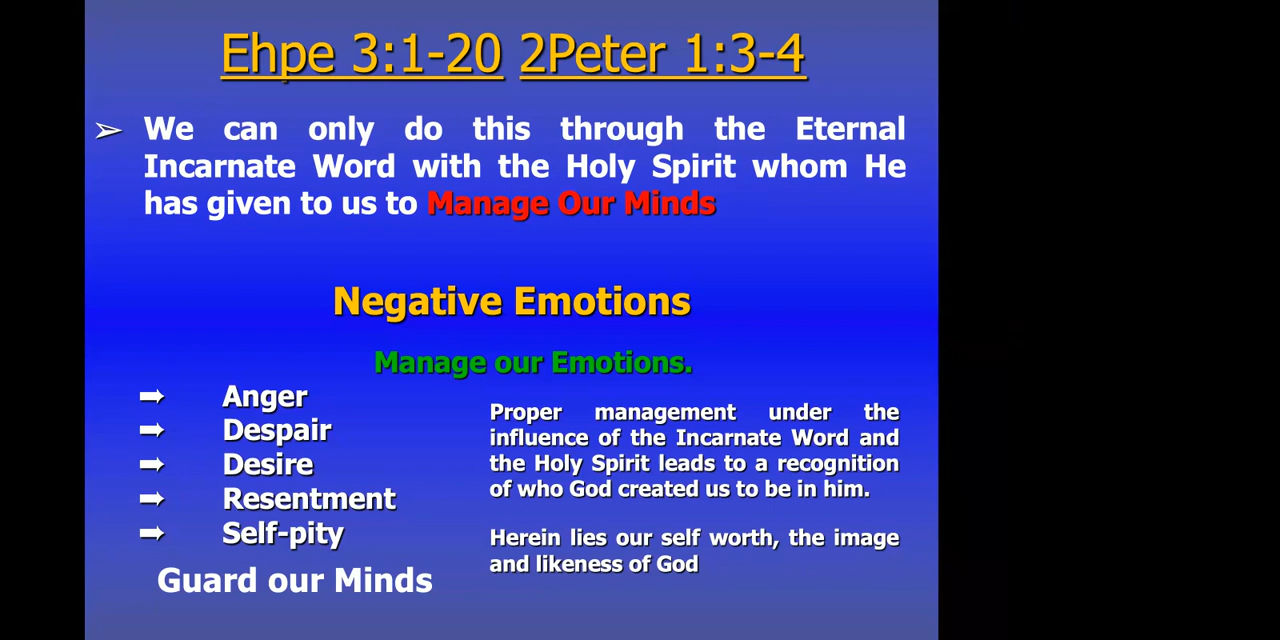 Ehpe 3:1-20 2Peter 1:3-4
➢ We can only do this through the Eternal
Incarnate Word with the Holy Spirit whom He
has given to us to Manage Our Minds
Negative Emotions
Manage our Emotions.
➡ Anger
➡ Despair
➡ Desire
➡ Resentment
➡ Self-pity
Guard our Minds
Proper management under the
influence of the Incarnate Word and
the Holy Spirit leads to a recognition
of who God created us to be in him.
Herein lies our self worth, the image
and likeness of God